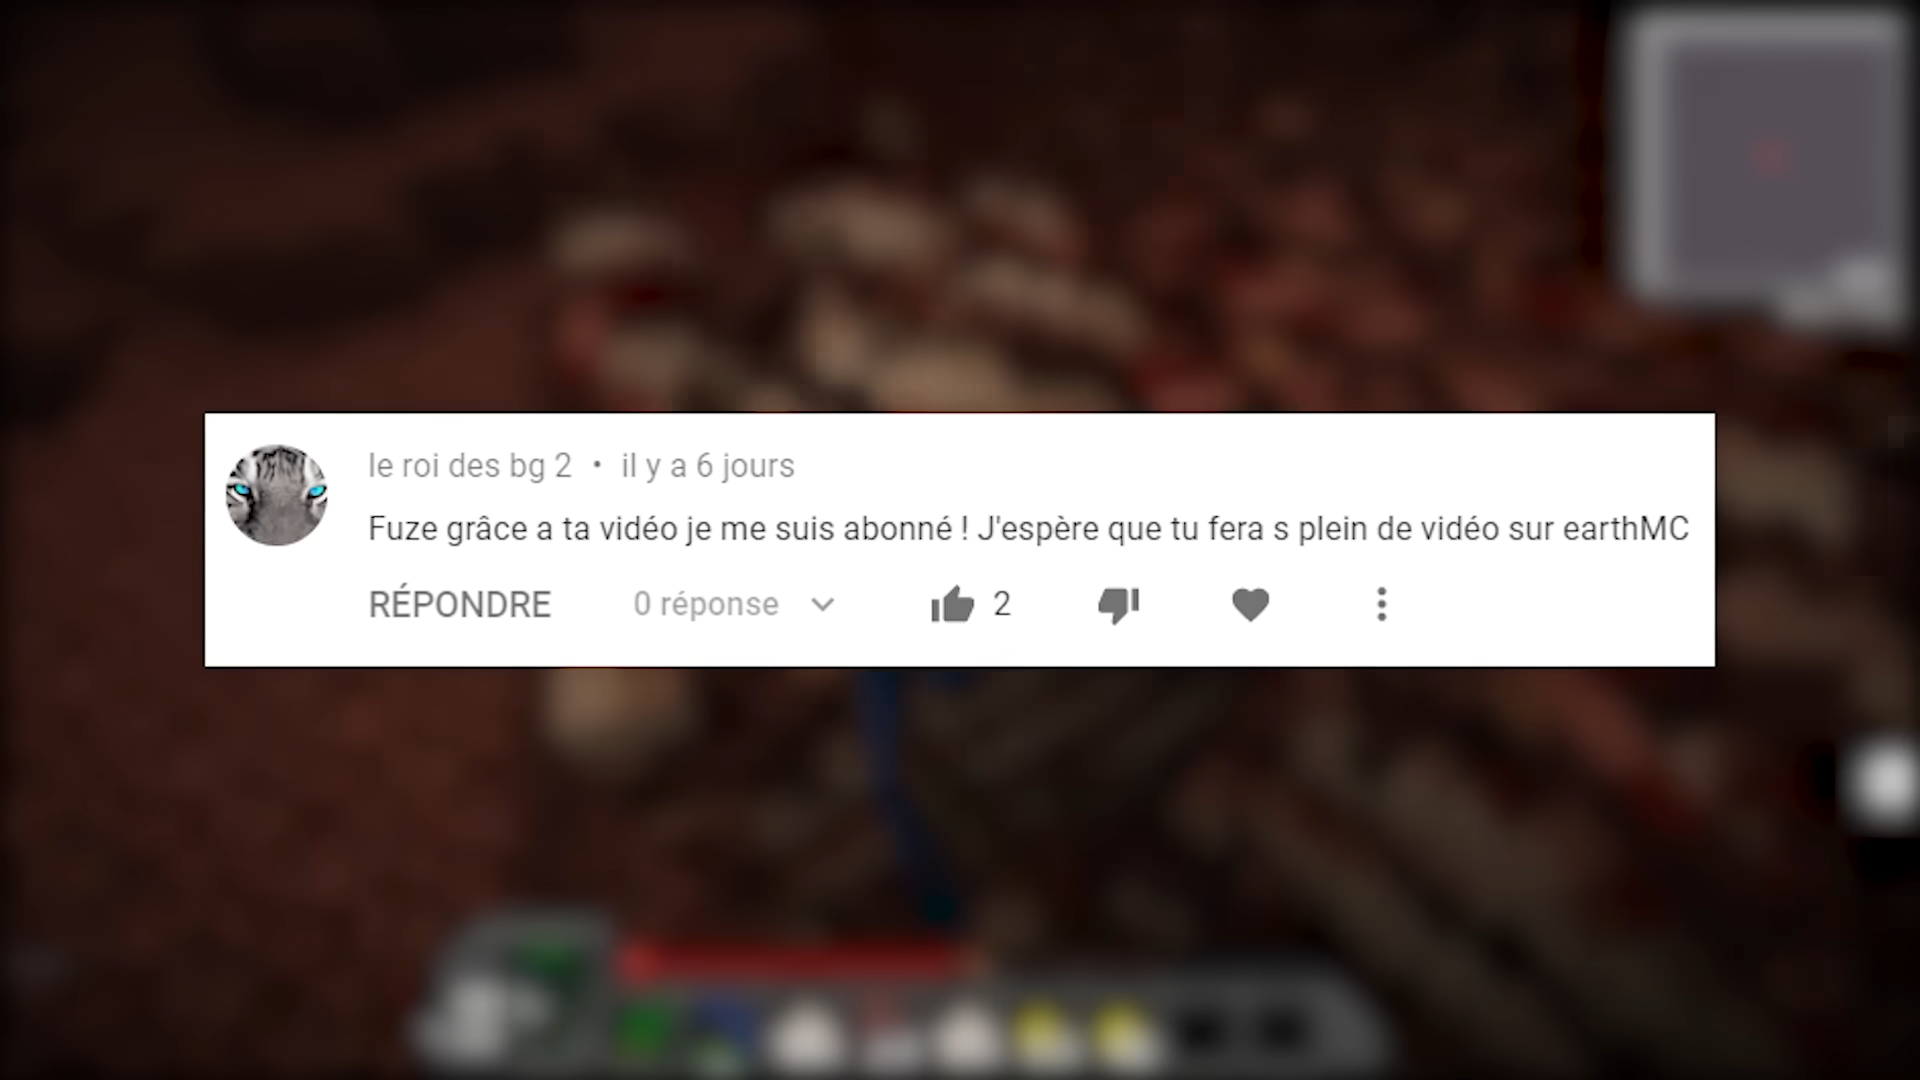 le roi des bg 2 • il y a 6 jours
Fuze grâce a ta vidéo je me suis abonné ! J'espère que tu fera s plein de vidéo sur earthMC
RÉPONDRE 0 réponse 2